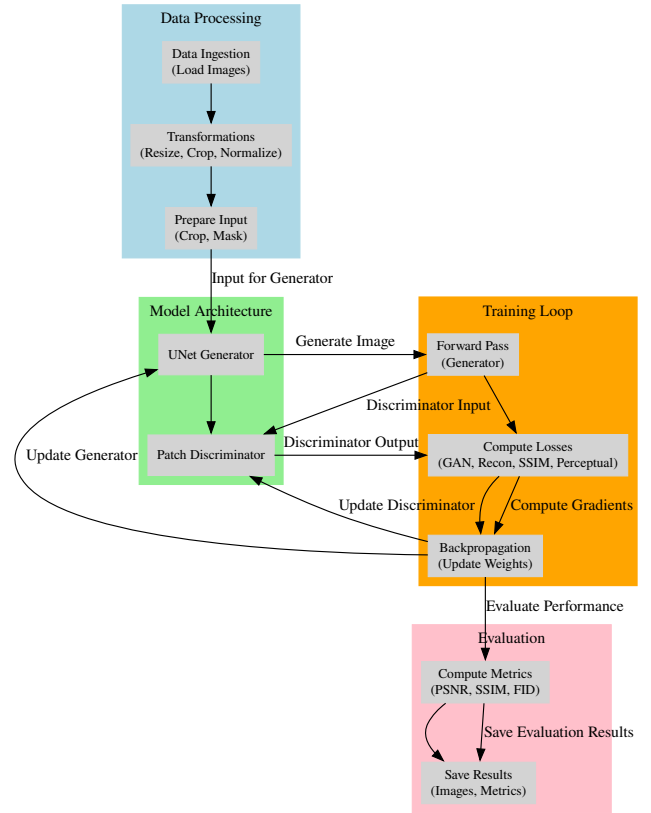 Data Processing
Data Ingestion
(Load Images)
Transformations
(Resize, Crop, Normalize)
Prepare Input
(Crop, Mask)
Input for Generator
Model Architecture
Training Loop
UNet Generator
Generate Image
Forward Pass
(Generator)
Discriminator Input
Update Generator
Patch Discriminator
Discriminator Output
Compute Losses
(GAN, Recon, SSIM, Perceptual)
Update Discriminator
Compute Gradients
Backpropagation
(Update Weights)
Evaluate Performance
Evaluation
Compute Metrics
(PSNR, SSIM, FID)
Save Evaluation Results
Save Results
(Images, Metrics)